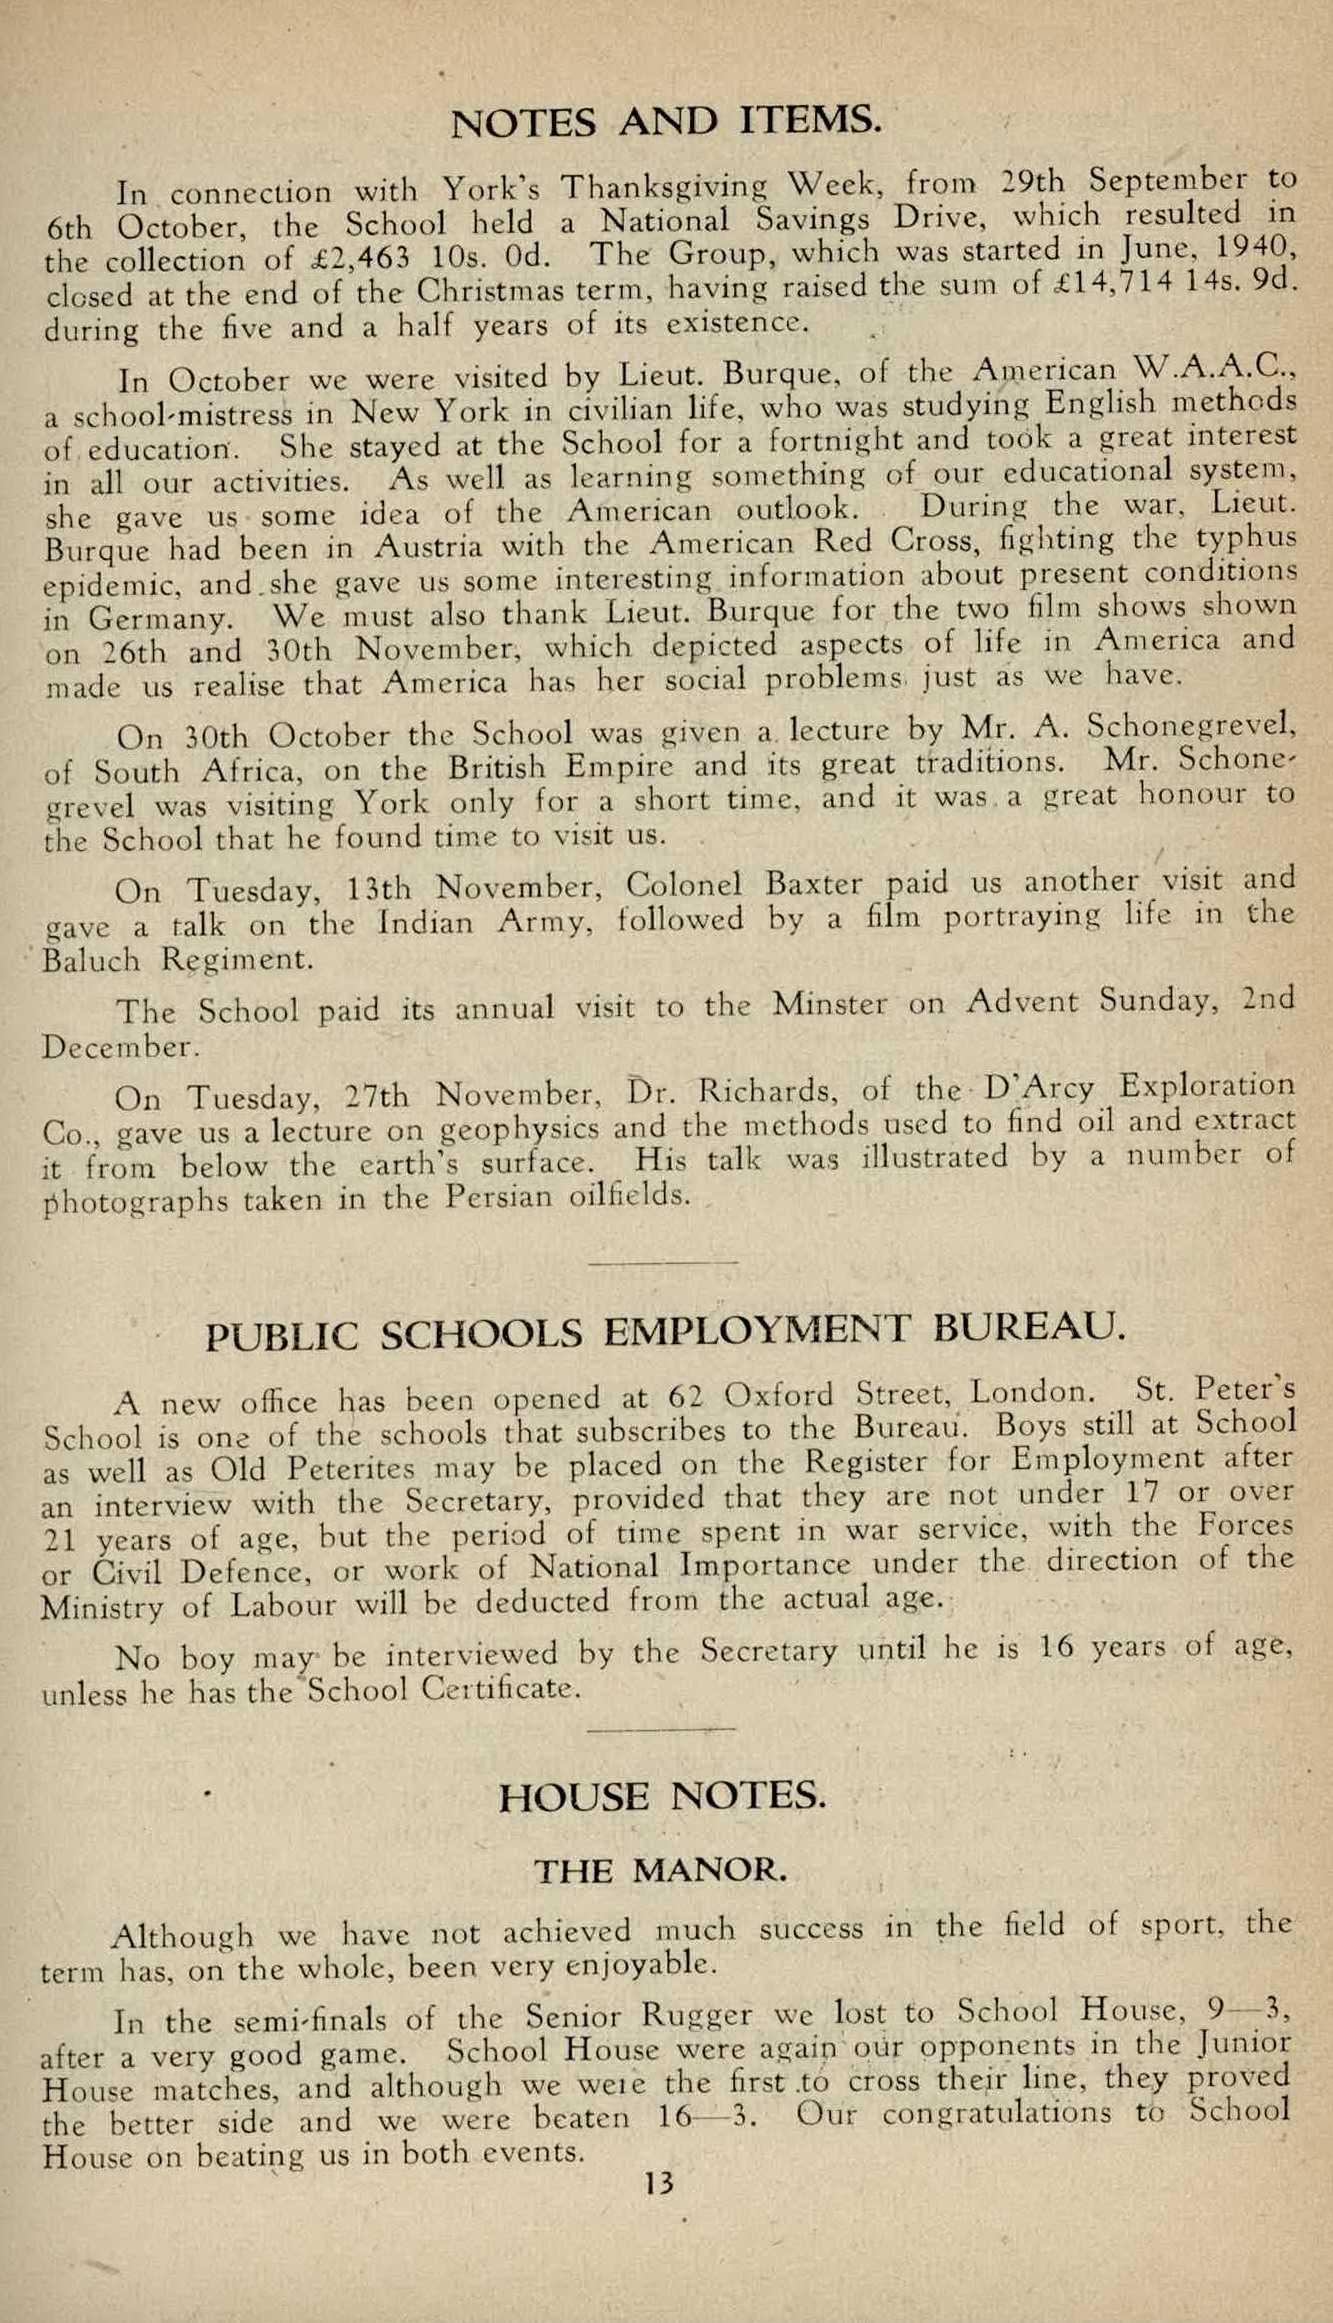 NOTES AND ITEMS.
In connection with York's Thanksgiving Week, from 29th September to
6th October, the School held a National Savings Drive, which resulted in
the collection of £2,463 10s. 0d. The Group, which was started in June, 1940,
closed at the end of the Christmas term, having raised the sum of £14,714 14s. 9d.
during the five and a half years of its existence.
In October we were visited by Lieut. Burque, of the American W.A.A.C.,
a school-mistress in New York in civilian life, who was studying English methods
of education. She stayed at the School for a fortnight and took a great interest
in all our activities. As well as learning something of our educational system,
she gave us some idea of the American outlook. During the war, Lieut.
Burque had been in Austria with the American Red Cross, fighting the typhus
epidemic, and she gave us some interesting information about present conditions
in Germany. We must also thank Lieut. Burque for the two film shows shown
on 26th and 30th November, which depicted aspects of life in America and
made us realise that America has her social problems just as we have.
On 30th October the School was given a lecture by Mr. A. Schonegrevel,
of South Africa, on the British Empire and its great traditions. Mr. Schone-
grevel was visiting York only for a short time, and it was a great honour to
the School that he found time to visit us.
On Tuesday, 13th November, Colonel Baxter paid us another visit and
gave a talk on the Indian Army, followed by a film portraying life in the
Baluch Regiment.
The School paid its annual visit to the Minster on Advent Sunday, 2nd
December.
On Tuesday, 27th November, Dr. Richards, of the D'Arcy Exploration
Co., gave us a lecture on geophysics and the methods used to find oil and extract
it from below the earth's surface. His talk was illustrated by a number of
photographs taken in the Persian oilfields.
PUBLIC SCHOOLS EMPLOYMENT BUREAU.
A new office has been opened at 62 Oxford Street, London. St. Peter's
School is one of the schools that subscribes to the Bureau. Boys still at School
as well as Old Peterites may be placed on the Register for Employment after
an interview with the Secretary, provided that they are not under 17 or over
21 years of age, but the period of time spent in war service, with the Forces
or Civil Defence, or work of National Importance under the direction of the
Ministry of Labour will be deducted from the actual age.
No boy may be interviewed by the Secretary until he is 16 years of age,
unless he has the School Certificate.
HOUSE NOTES.
THE MANOR.
Although we have not achieved much success in the field of sport, the
term has, on the whole, been very enjoyable.
In the semi-finals of the Senior Rugger we lost to School House, 9—3,
after a very good game. School House were again our opponents in the Junior
House matches, and although we were the first to cross their line, they proved
the better side and we were beaten 16—3. Our congratulations to School
House on beating us in both events.
13